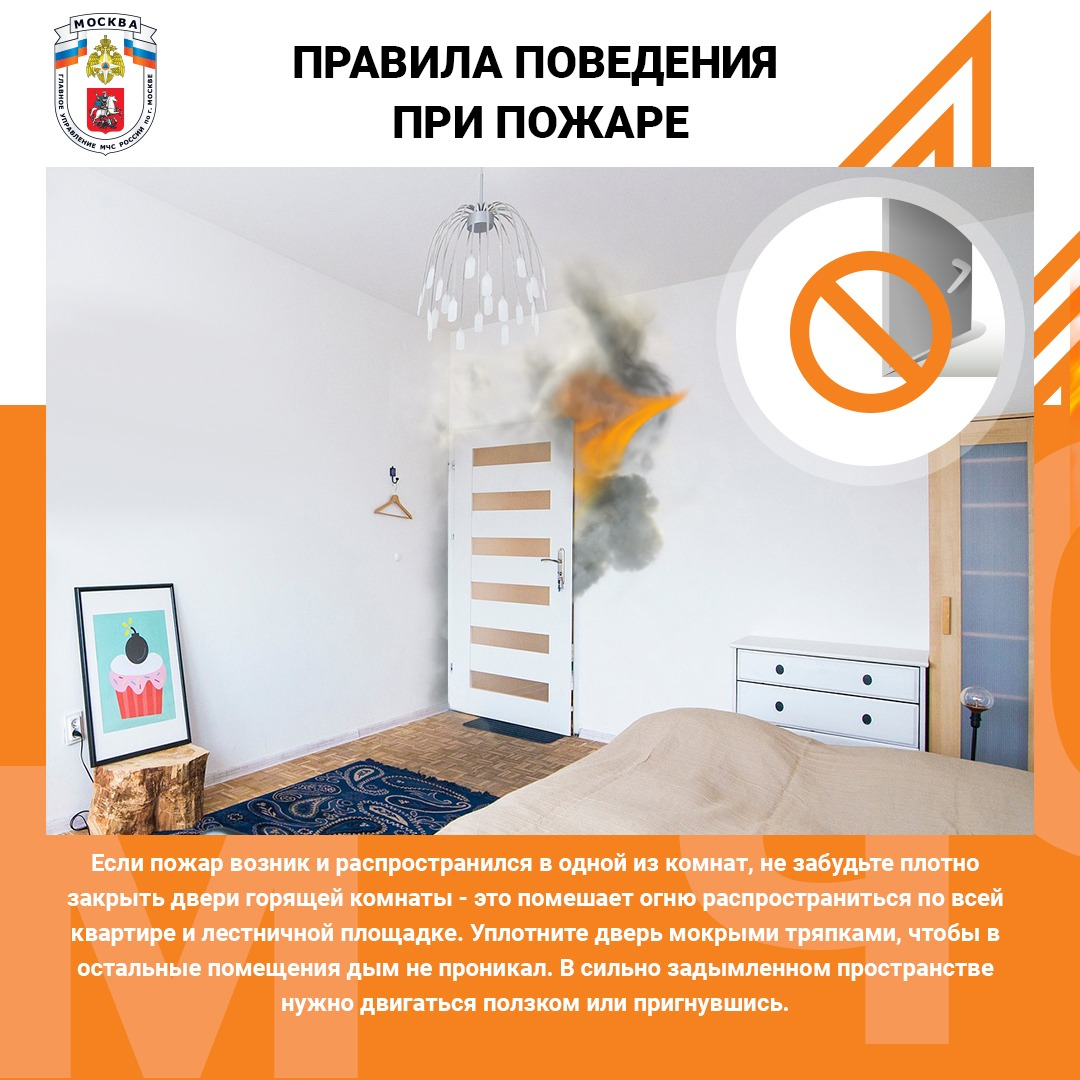 МОСКВА
ГЛАВНОЕ УПРАВЛЕНИЕ МЧС РОССИИ по г. МОСКВЕ
ПРАВИЛА ПОВЕДЕНИЯ
ПРИ ПОЖАРЕ
Если пожар возник и распространился в одной из комнат, не забудьте плотно
закрыть двери горящей комнаты - это помешает огню распространиться по всей
квартире и лестничной площадке. Уплотните дверь мокрыми тряпками, чтобы в
остальные помещения дым не проникал. В сильно задымленном пространстве
нужно двигаться ползком или пригнувшись.